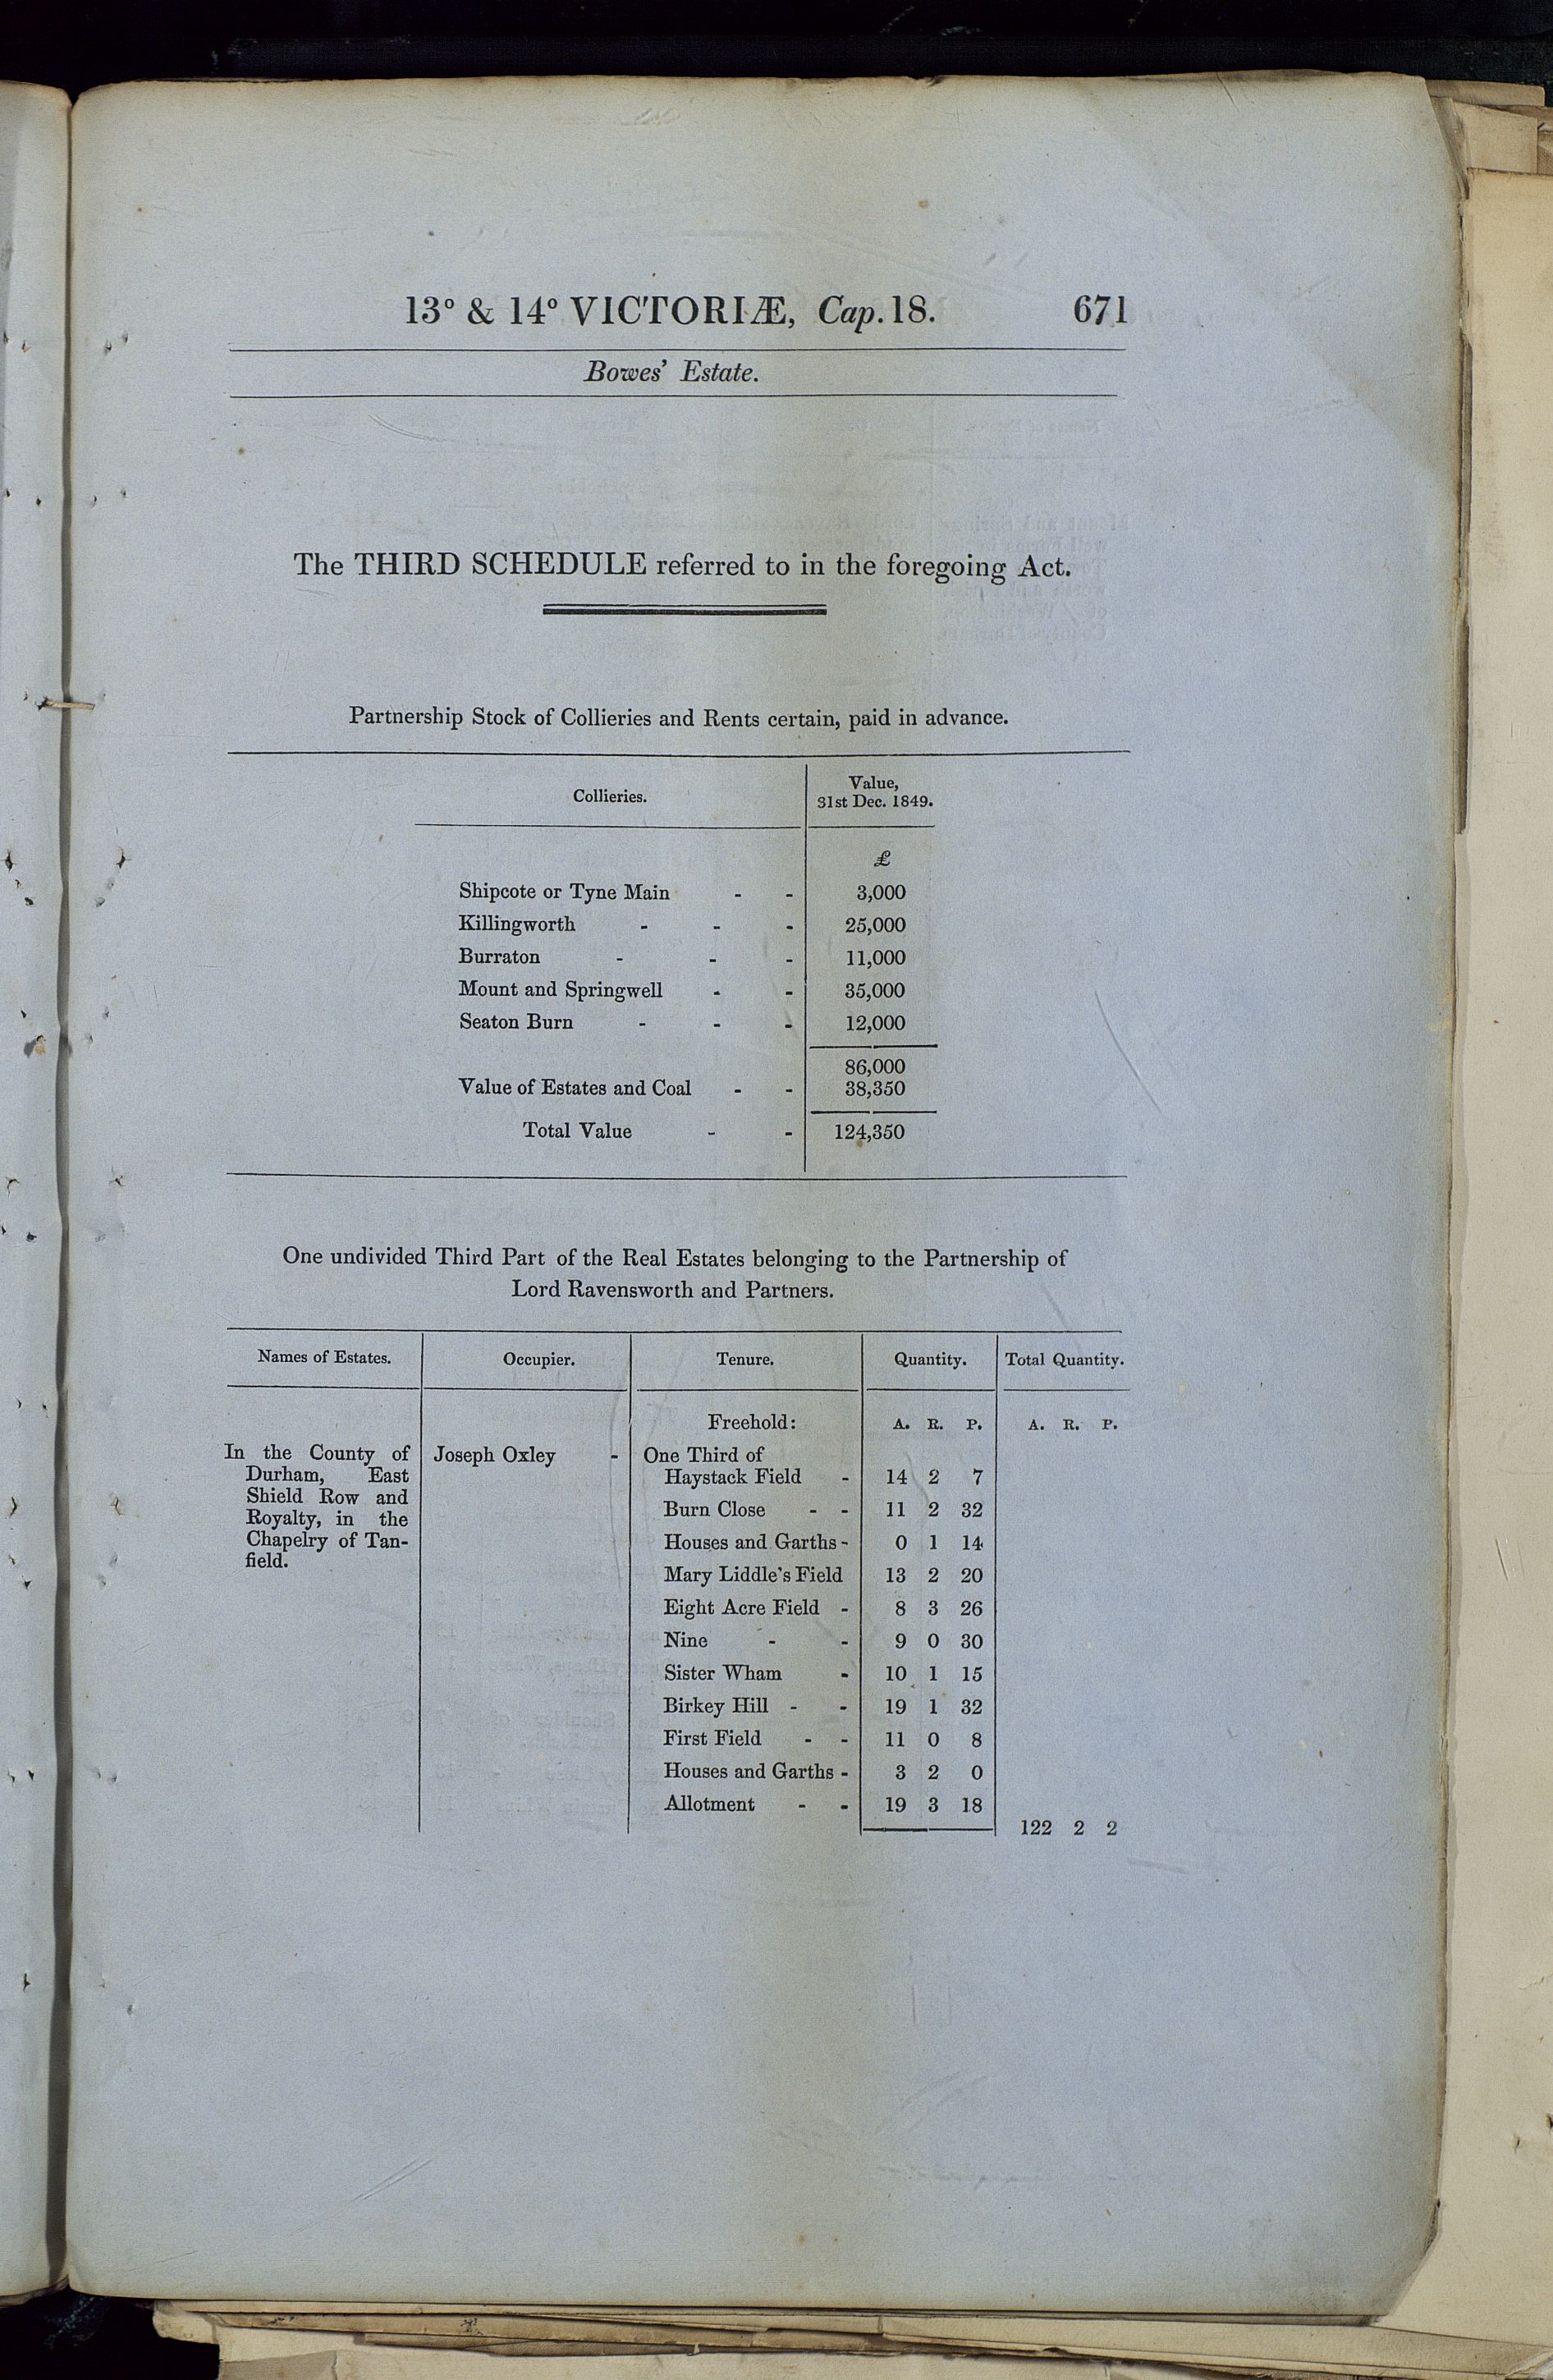 13° & 14° VICTORIÆ, Cap. 18. 671
Bowes' Estate.
The THIRD SCHEDULE referred to in the foregoing Act.
Partnership Stock of Collieries and Rents certain, paid in advance.
Collieries. Value, 31st Dec. 1849.
£
Shipcote or Tyne Main - - 3,000
Killingworth - - - 25,000
Burraton - - - 11,000
Mount and Springwell - - 35,000
Seaton Burn - - - 12,000
86,000
Value of Estates and Coal - - 38,350
Total Value - - 124,350
One undivided Third Part of the Real Estates belonging to the Partnership of
Lord Ravensworth and Partners.
Names of Estates. Occupier. Tenure. Quantity. Total Quantity.
Freehold: A. R. P. A. R. P.
In the County of
Durham, East
Shield Row and
Royalty, in the
Chapelry of Tan-
field.
Joseph Oxley -
One Third of
Haystack Field - 14 2 7
Burn Close - - 11 2 32
Houses and Garths - 0 1 14
Mary Liddle's Field 13 2 20
Eight Acre Field - 8 3 26
Nine - - 9 0 30
Sister Wham - 10 1 15
Birkey Hill - - 19 1 32
First Field - - 11 0 8
Houses and Garths - 3 2 0
Allotment - - 19 3 18
122 2 2